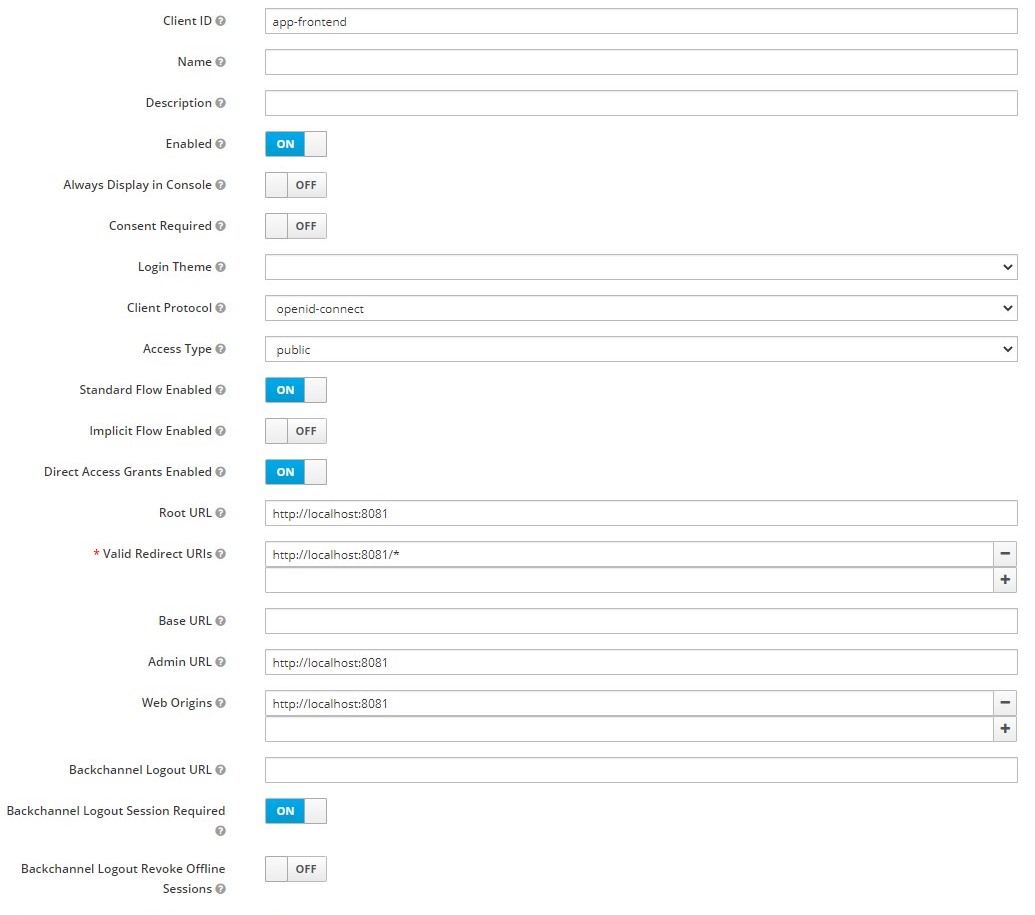 Client ID app-frontend
Name
Description
Enabled ON
Always Display in Console OFF
Consent Required OFF
Login Theme
Client Protocol openid-connect
Access Type public
Standard Flow Enabled ON
Implicit Flow Enabled OFF
Direct Access Grants Enabled ON
Root URL http://localhost:8081
* Valid Redirect URIs http://localhost:8081/*
Base URL
Admin URL http://localhost:8081
Web Origins http://localhost:8081
Backchannel Logout URL
Backchannel Logout Session Required ON
Backchannel Logout Revoke Offline OFF
Sessions